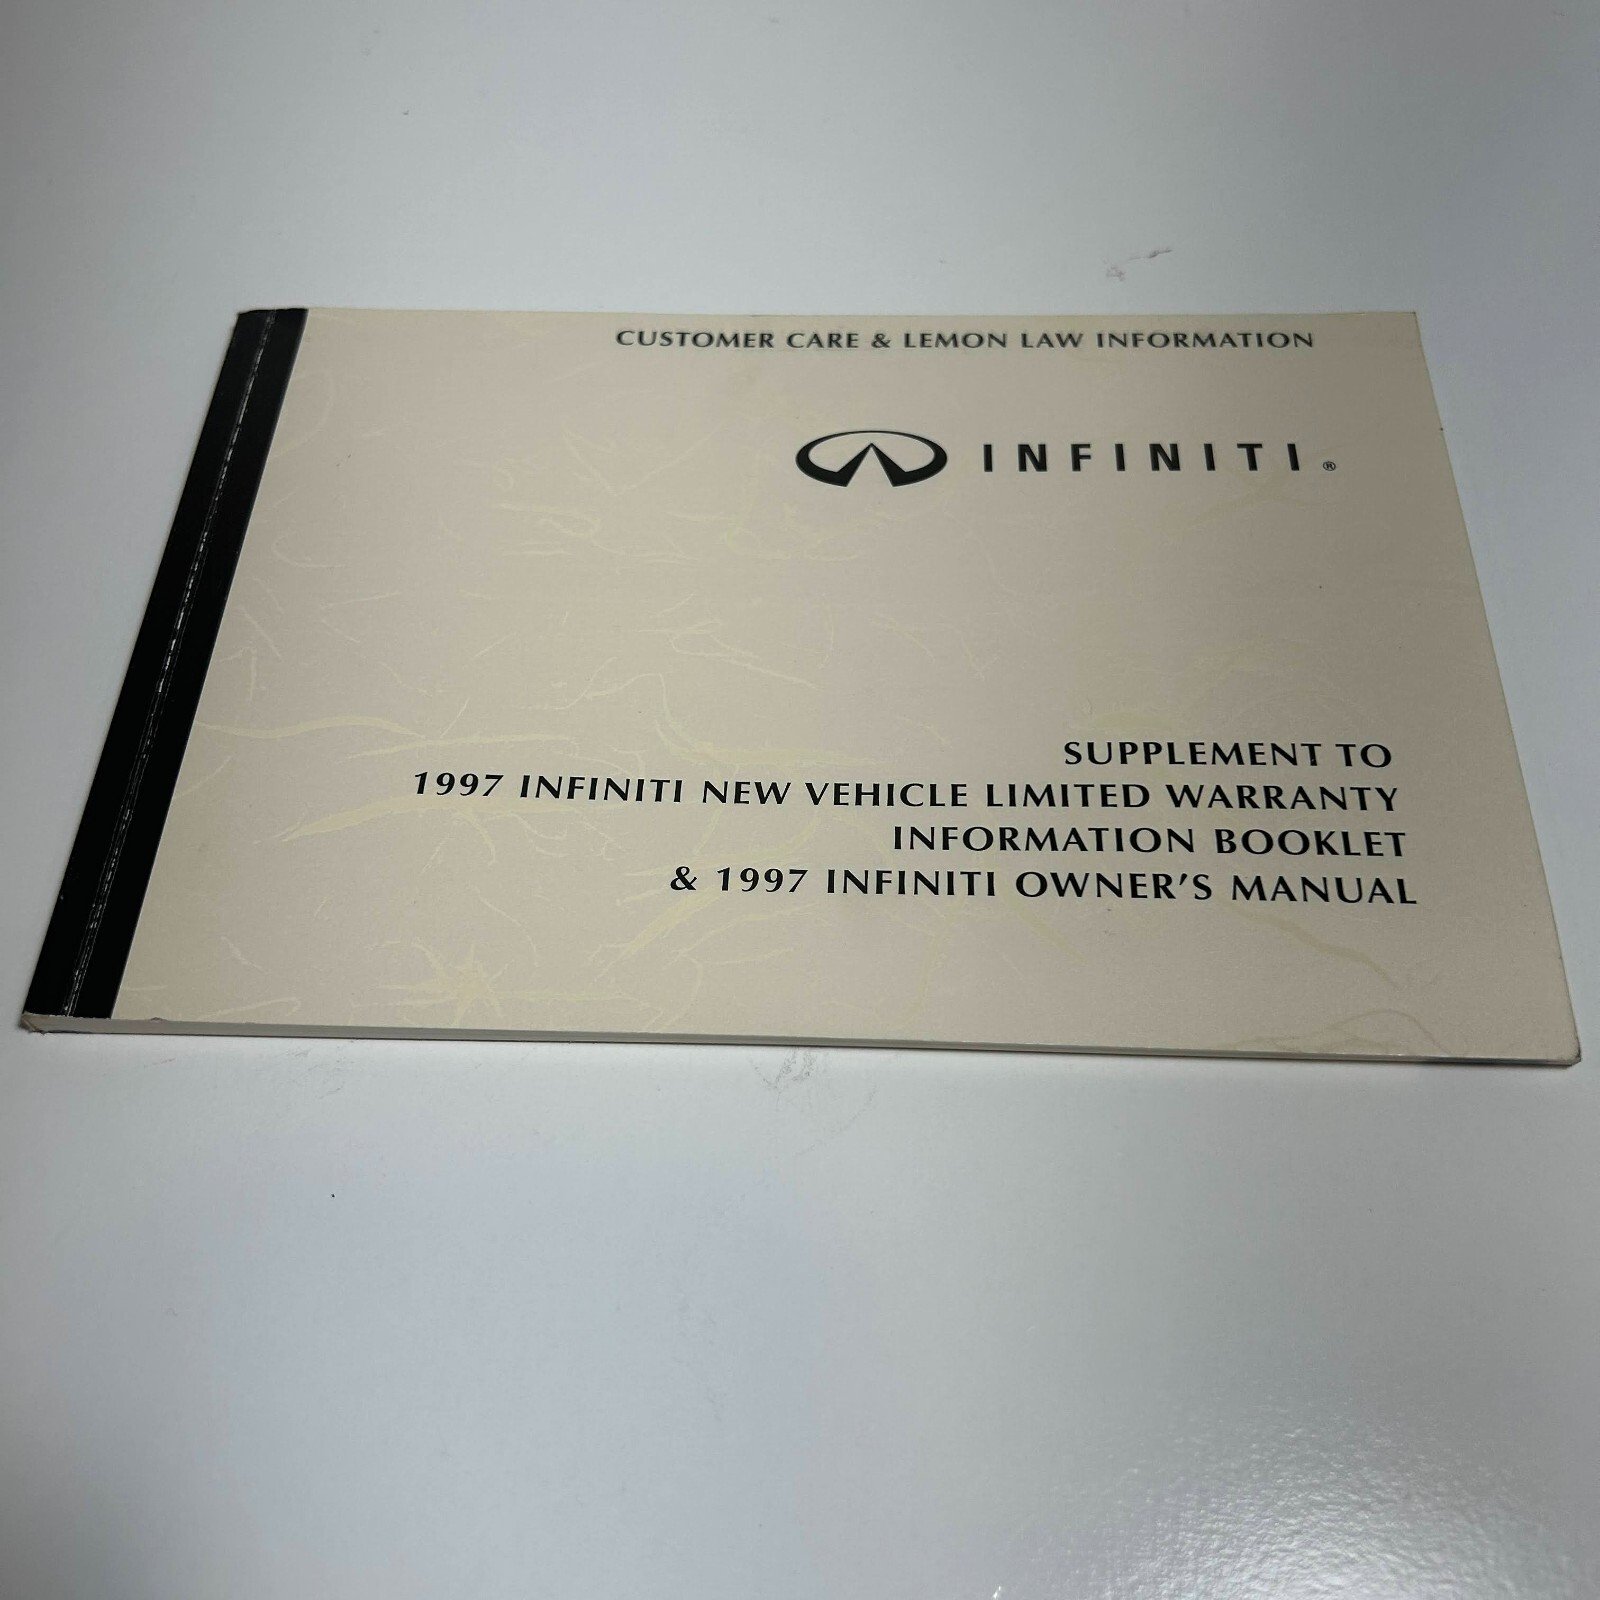 CUSTOMER CARE & LEMON LAW INFORMATION
INFINITI®
SUPPLEMENT TO
1997 INFINITI NEW VEHICLE LIMITED WARRANTY
INFORMATION BOOKLET
& 1997 INFINITI OWNER'S MANUAL